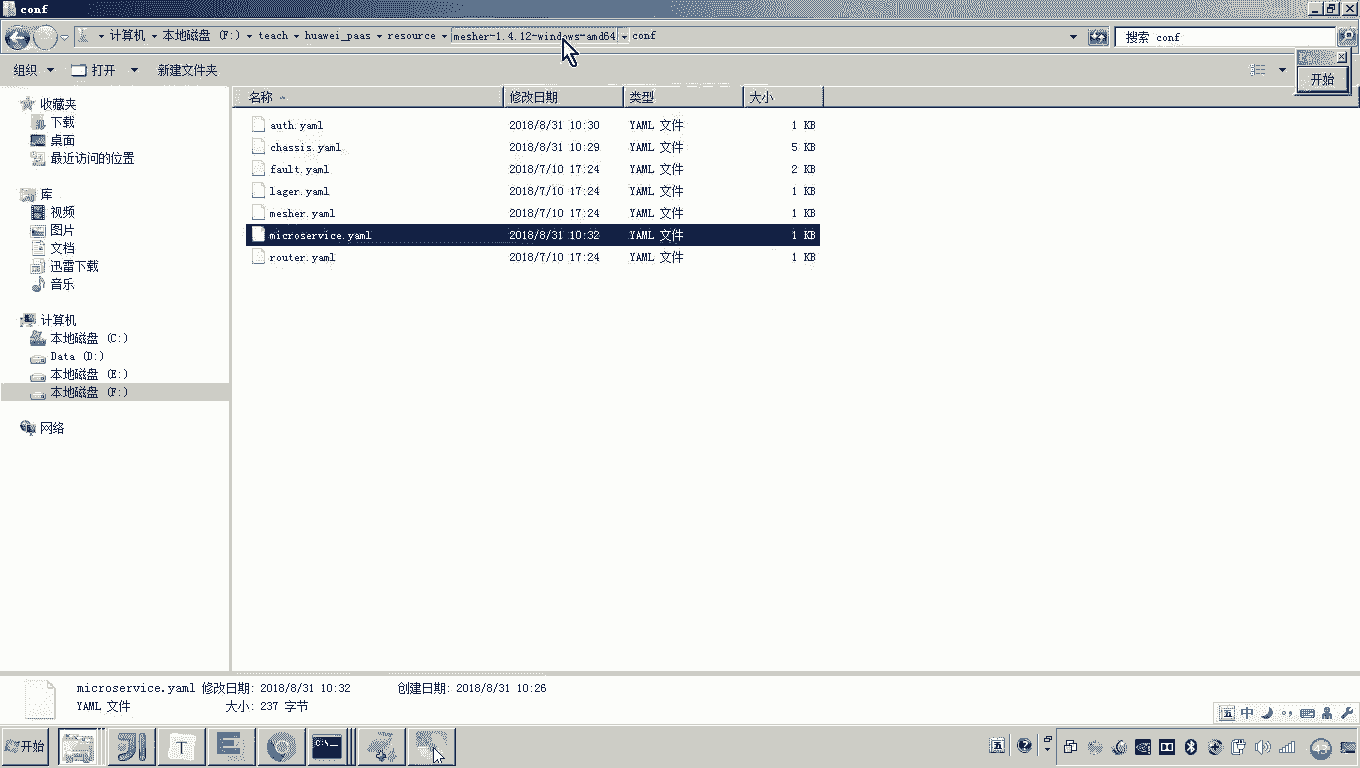 conf
计算机 本地磁盘 (F:) teach huawei_paas resource mesher-1.4.12-windows-amd64 conf
搜索 conf
组织 打开 新建文件夹
开始
名称 修改日期 类型 大小
auth.yaml 2018/8/31 10:30 YAML 文件 1 KB
chassis.yaml 2018/8/31 10:29 YAML 文件 5 KB
fault.yaml 2018/7/10 17:24 YAML 文件 2 KB
lager.yaml 2018/7/10 17:24 YAML 文件 1 KB
mesher.yaml 2018/7/10 17:24 YAML 文件 1 KB
microservice.yaml 2018/8/31 10:32 YAML 文件 1 KB
router.yaml 2018/7/10 17:24 YAML 文件 1 KB
收藏夹
下载
桌面
最近访问的位置
库
视频
图片
文档
迅雷下载
音乐
计算机
本地磁盘 (C:)
Data (D:)
本地磁盘 (E:)
本地磁盘 (F:)
网络
microservice.yaml 修改日期: 2018/8/31 10:32 创建日期: 2018/8/31 10:26
YAML 文件 大小: 237 字节
五 中
开始 T C:\ 五 43